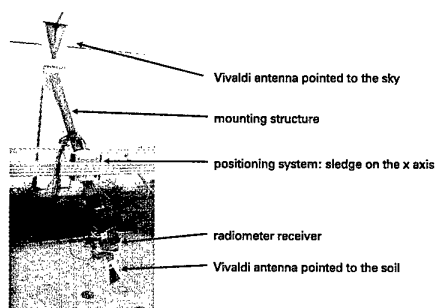 Vivaldi antenna pointed to the sky
mounting structure
positioning system: sledge on the x axis
radiometer receiver
Vivaldi antenna pointed to the soil